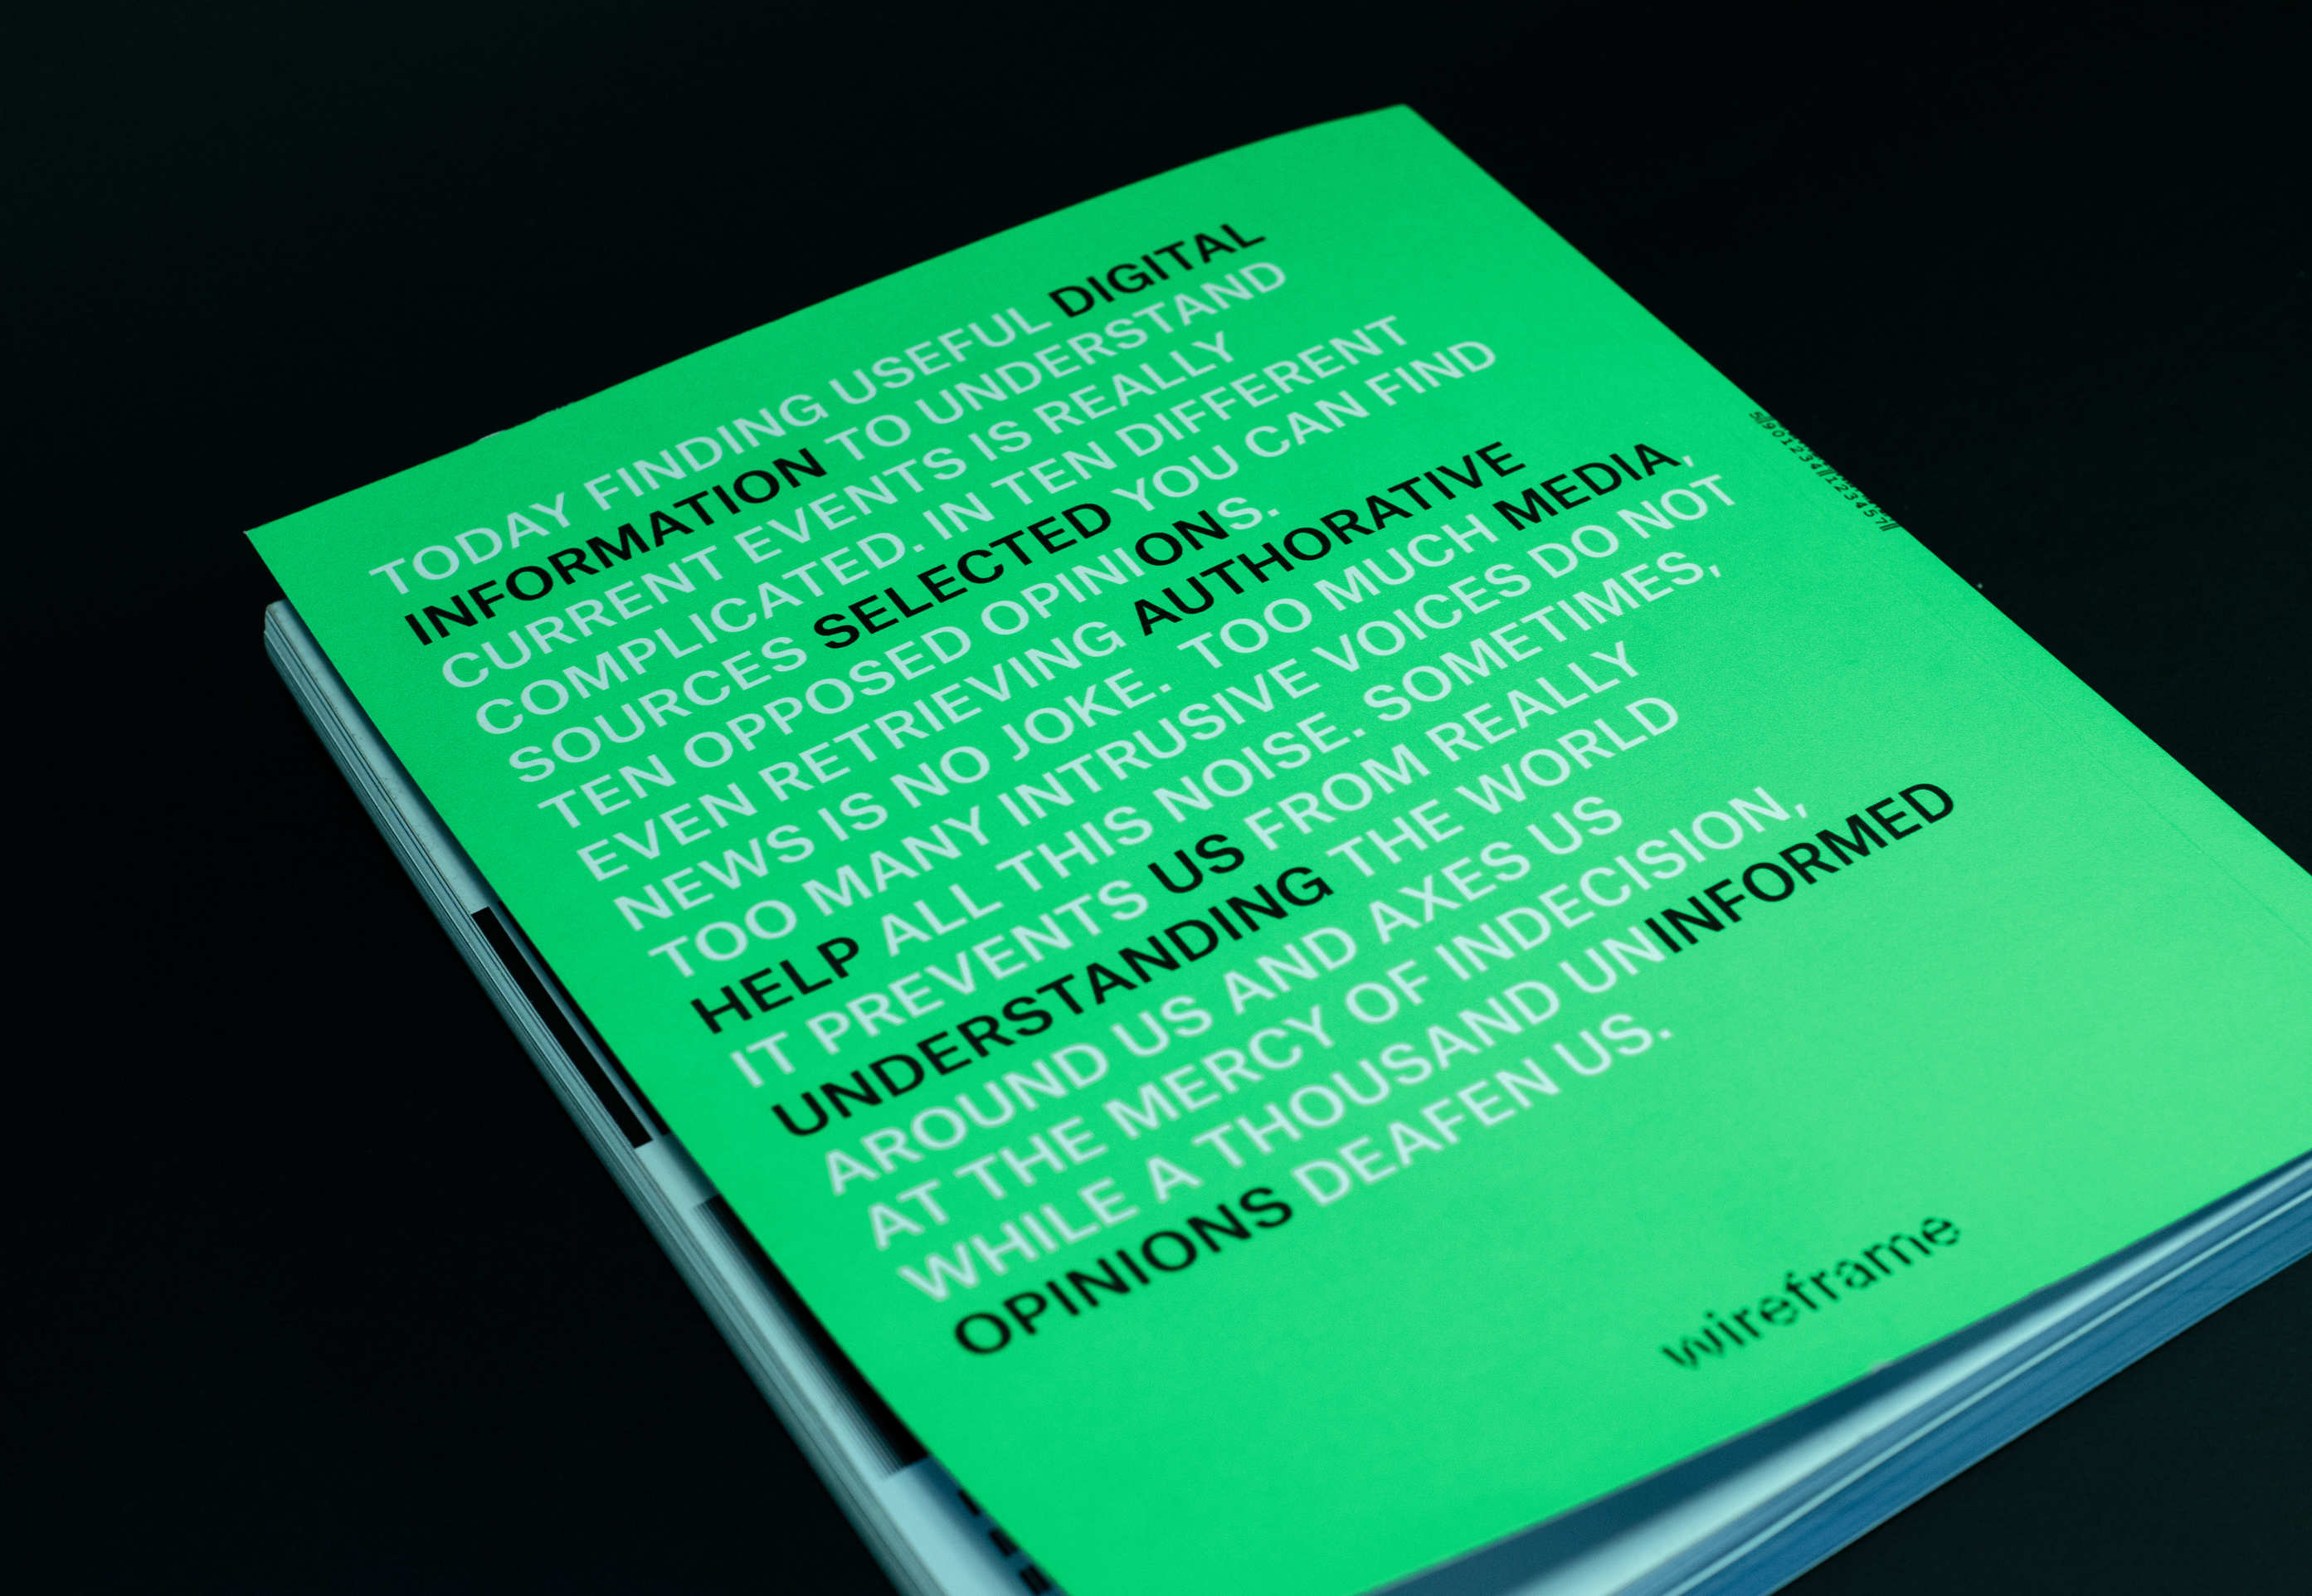 TODAY FINDING USEFUL DIGITAL
INFORMATION TO UNDERSTAND
CURRENT EVENTS IS REALLY
COMPLICATED. IN TEN DIFFERENT
SOURCES SELECTED YOU CAN FIND
TEN OPPOSED OPINIONS.
EVEN RETRIEVING AUTHORATIVE
NEWS IS NO JOKE. TOO MUCH MEDIA,
TOO MANY INTRUSIVE VOICES DO NOT
HELP ALL THIS NOISE. SOMETIMES,
IT PREVENTS US FROM REALLY
UNDERSTANDING THE WORLD
AROUND US AND AXES US
AT THE MERCY OF INDECISION,
WHILE A THOUSAND UNINFORMED
OPINIONS DEAFEN US.
wireframe
5 901234 123457